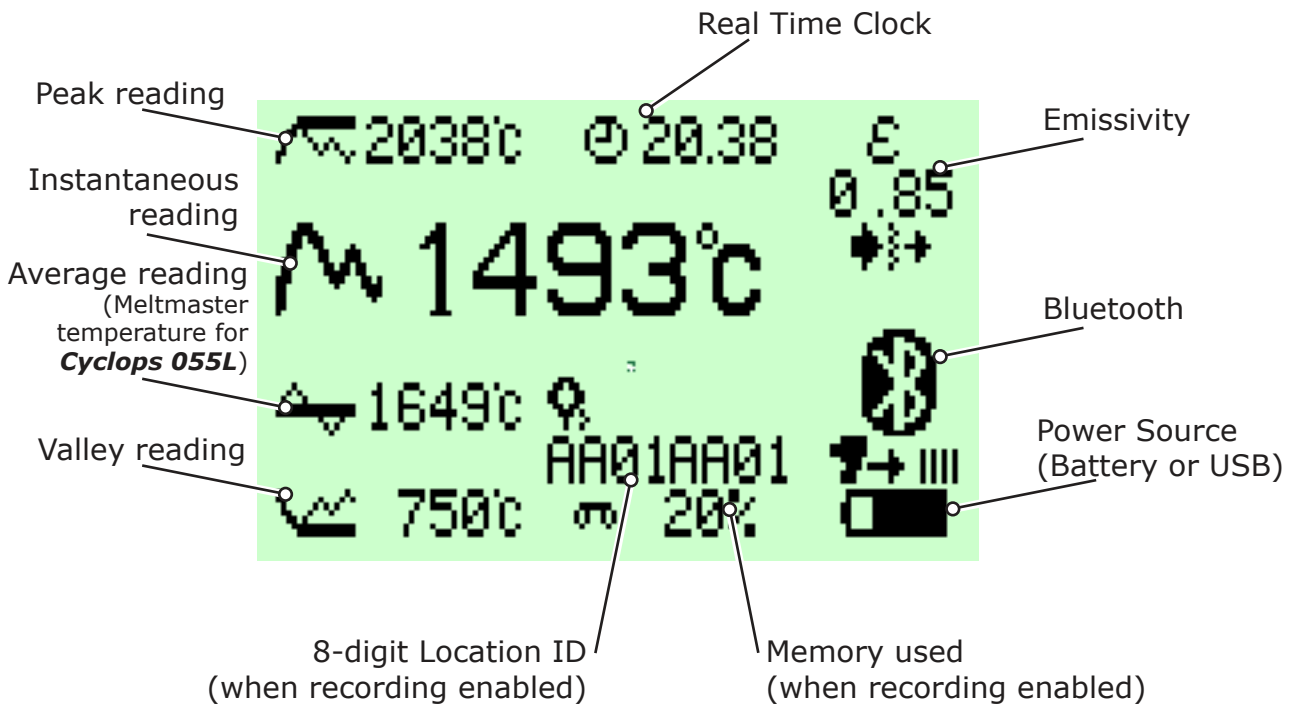 Real Time Clock
Peak reading
Emissivity
2038°C
20.38
ε
0.85
Instantaneous
reading
1493°C
Average reading
(Meltmaster
temperature for
Cyclops 055L)
Bluetooth
1649°C
Valley reading
AA01AA01
Power Source
(Battery or USB)
750°C
20%
8-digit Location ID
(when recording enabled)
Memory used
(when recording enabled)